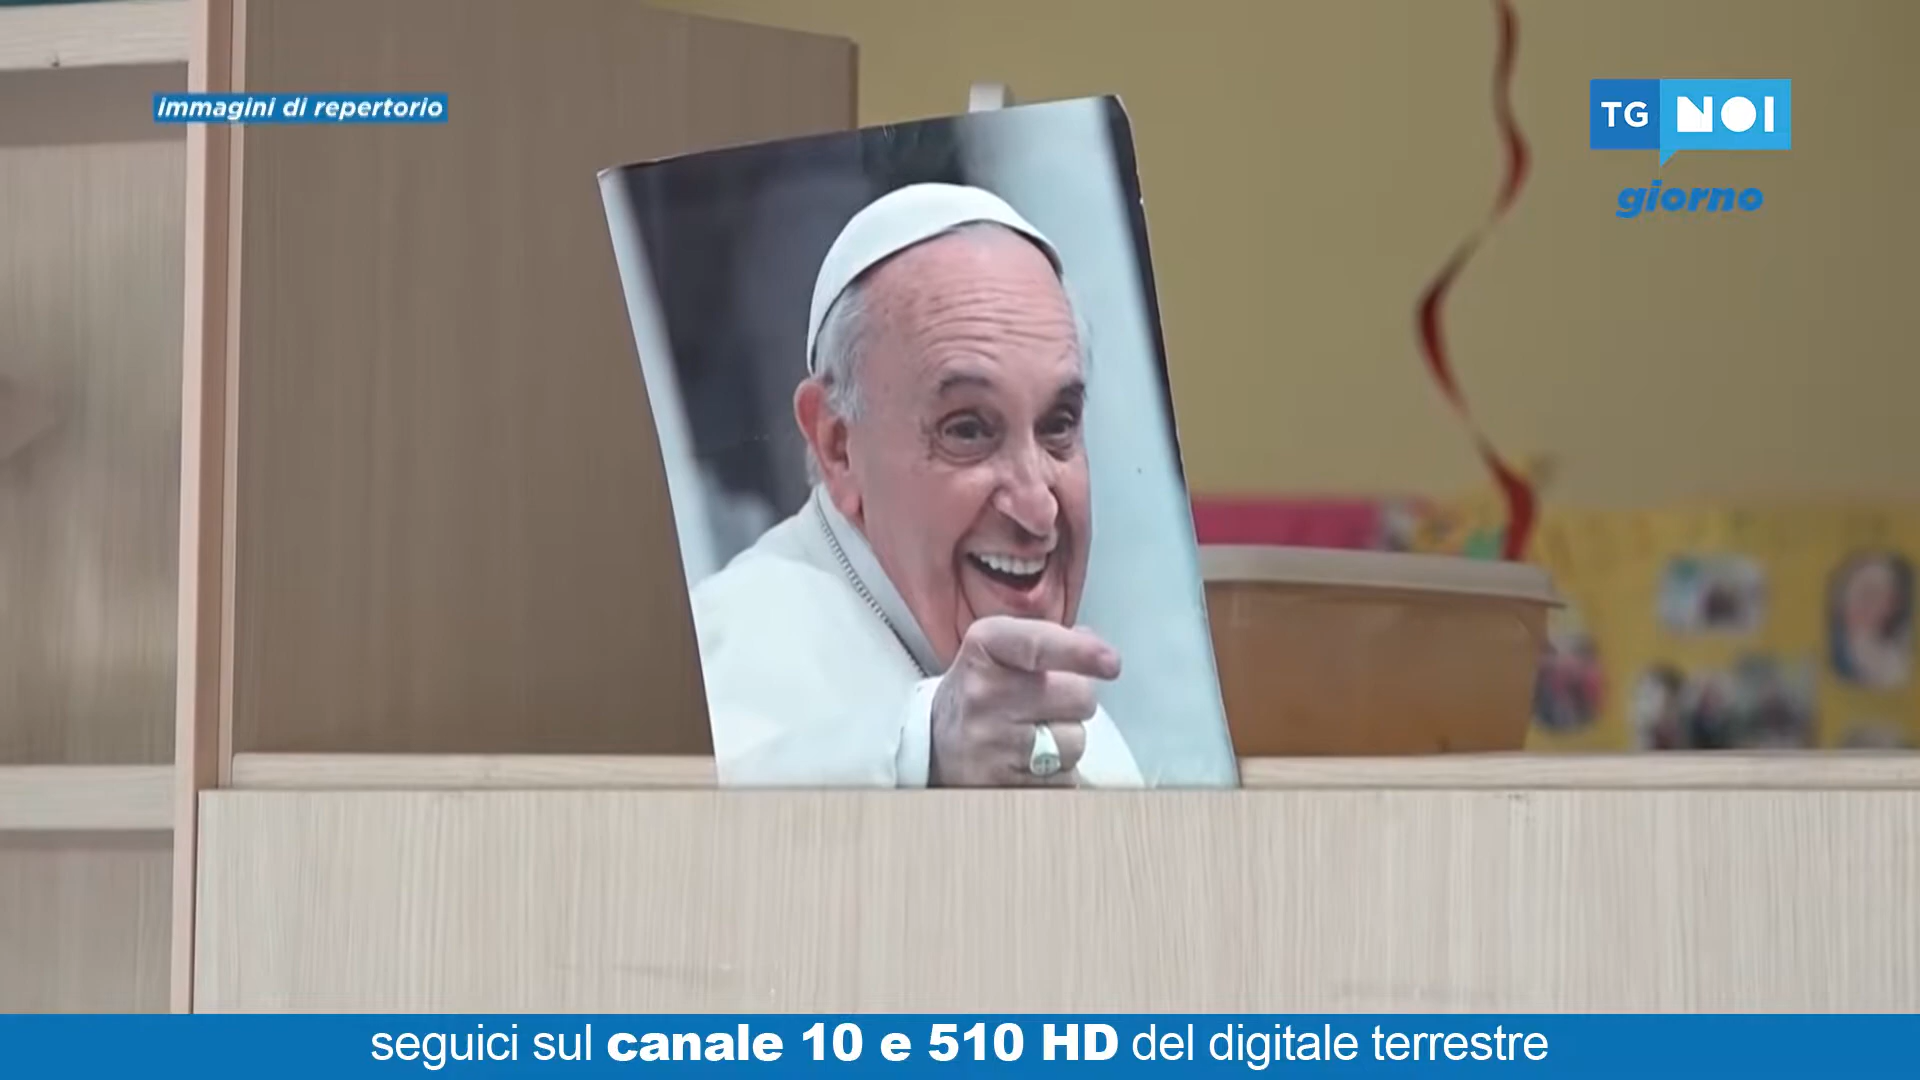 immagini di repertorio
TG NOI
giorno
seguici sul canale 10 e 510 HD del digitale terrestre